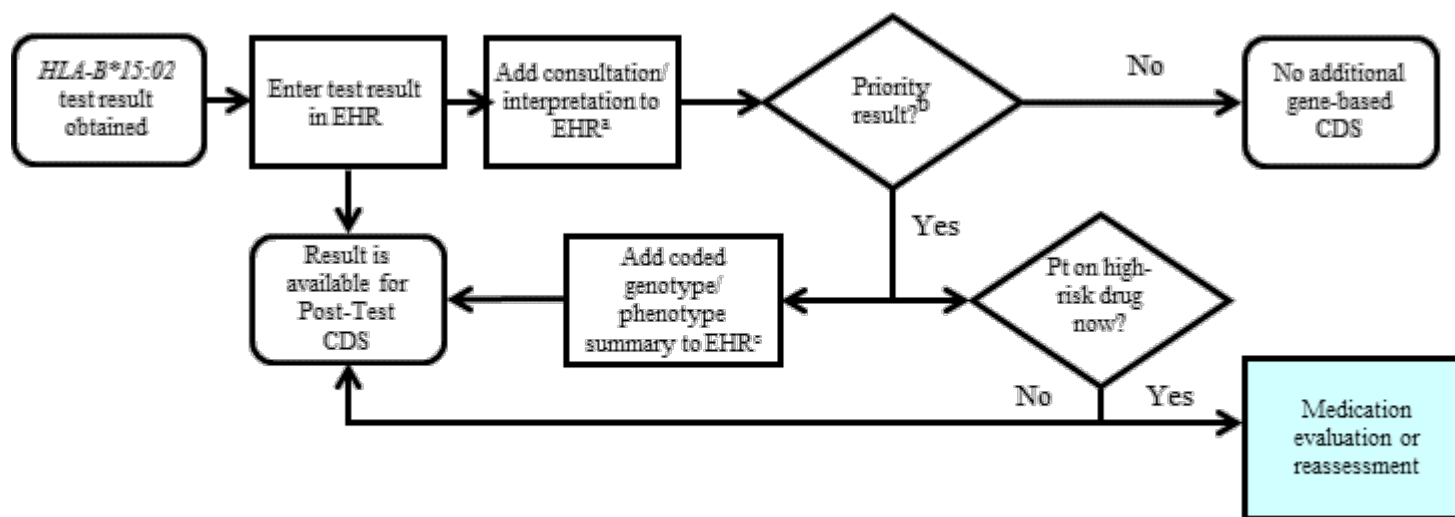 HLA-B*15:02
test result
obtained
Enter test result
in EHR
Add consultation/
interpretation to
EHRª
Priority
result?ᵇ
No
No additional
gene-based
CDS
Yes
Result is
available for
Post-Test
CDS
Add coded
genotype/
phenotype
summary to EHRᶜ
Pt on high-
risk drug
now?
No
Yes
Medication
evaluation or
reassessment